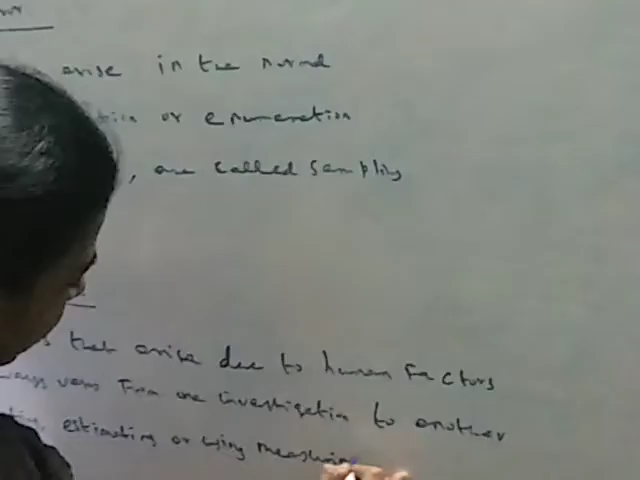 arise in the normal
or enumeration
, are called sampling
that arise due to human Factors
vary From one investigation to another
estimating or using measuring